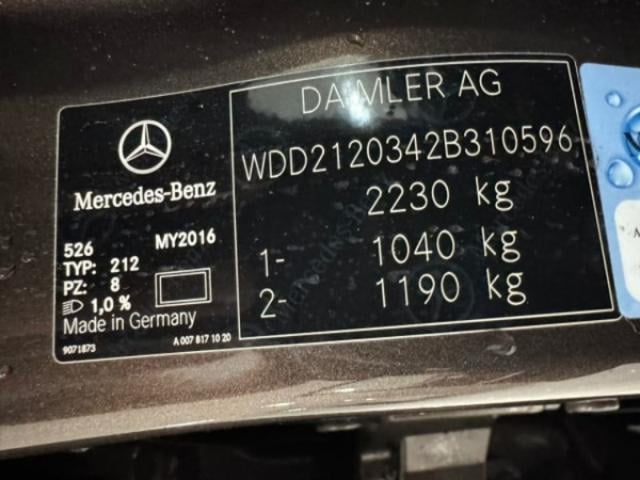 Mercedes-Benz
526 MY2016
TYP: 212
PZ: 8
1,0 %
Made in Germany
9071873 A 007 817 10 20
DAIMLER AG
WDD2120342B310596
2230 kg
1- 1040 kg
2- 1190 kg